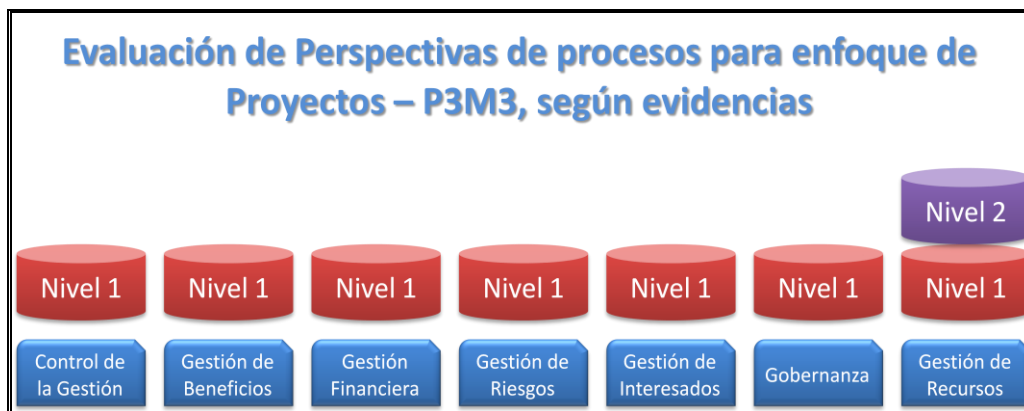 Evaluación de Perspectivas de procesos para enfoque de
Proyectos – P3M3, según evidencias
Nivel 2
Nivel 1
Nivel 1
Nivel 1
Nivel 1
Nivel 1
Nivel 1
Nivel 1
Control de
la Gestión
Gestión de
Beneficios
Gestión
Financiera
Gestión de
Riesgos
Gestión de
Interesados
Gobernanza
Gestión de
Recursos